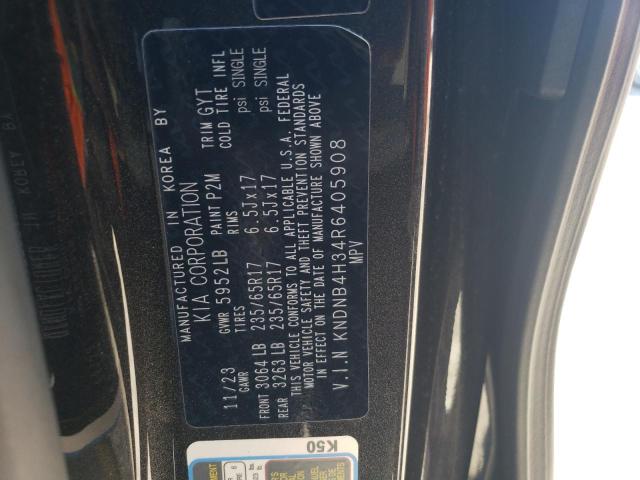 MANUFACTURED IN KOREA BY
KIA CORPORATION
11/23 GVWR 5952LB PAINT P2M TRIM GYT
GAWR TIRES RIMS COLD TIRE INFL
FRONT 3064LB 235/65R17 6.5Jx17 psi SINGLE
REAR 3263LB 235/65R17 6.5Jx17 psi SINGLE
THIS VEHICLE CONFORMS TO ALL APPLICABLE U.S.A. FEDERAL
MOTOR VEHICLE SAFETY AND THEFT PREVENTION STANDARDS
IN EFFECT ON THE DATE OF MANUFACTURE SHOWN ABOVE
V.I.N KNDNB4H34R6405908
MPV
K50